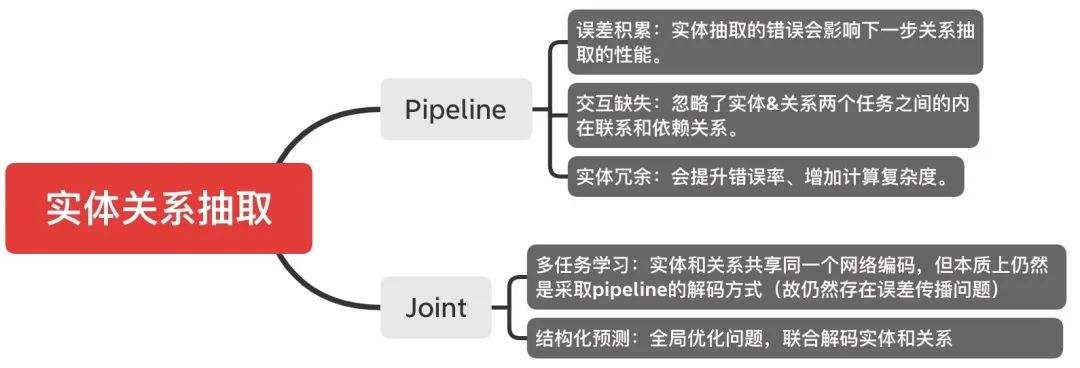 实体关系抽取
Pipeline
误差积累：实体抽取的错误会影响下一步关系抽
取的性能。
交互缺失：忽略了实体&关系两个任务之间的内
在联系和依赖关系。
实体冗余：会提升错误率、增加计算复杂度。
Joint
多任务学习：实体和关系共享同一个网络编码，但本质上仍然
是采取pipeline的解码方式（故仍然存在误差传播问题）
结构化预测：全局优化问题，联合解码实体和关系